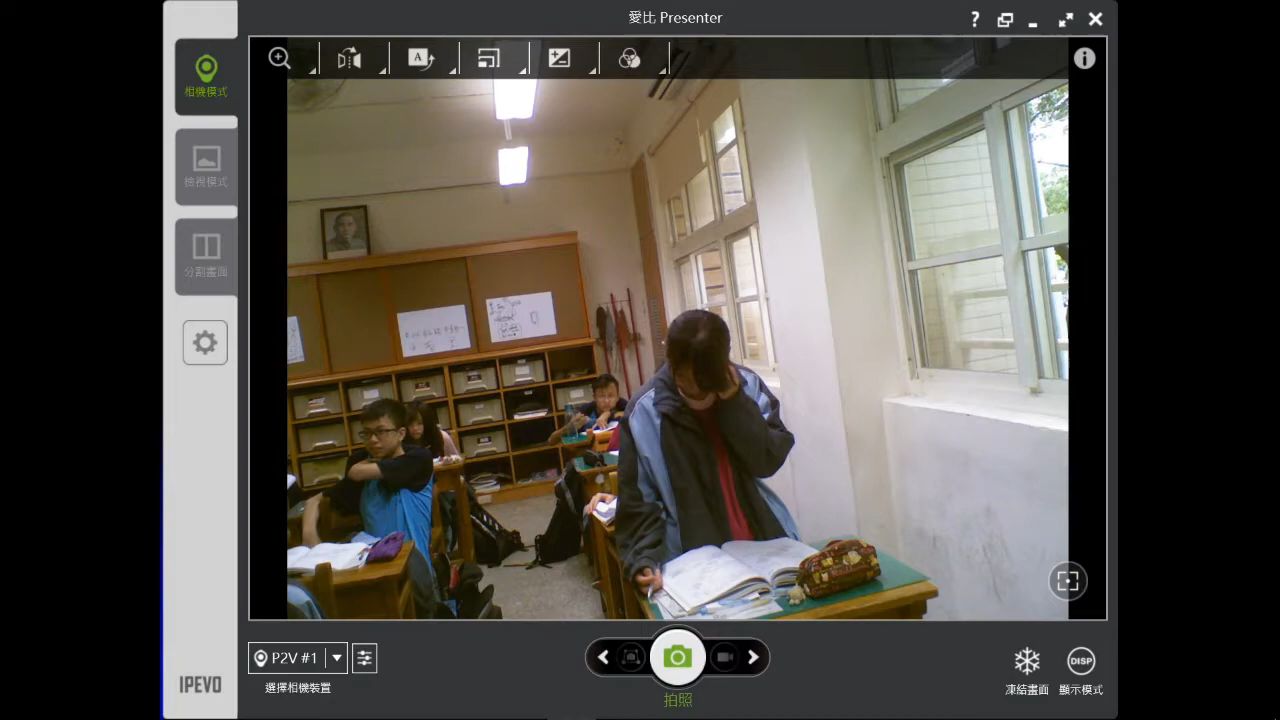 愛比 Presenter
?
相機模式
A
檢視模式
分割畫面
P2V #1
DISP
選擇相機裝置
凍結畫面
顯示模式
IPEVO
拍照